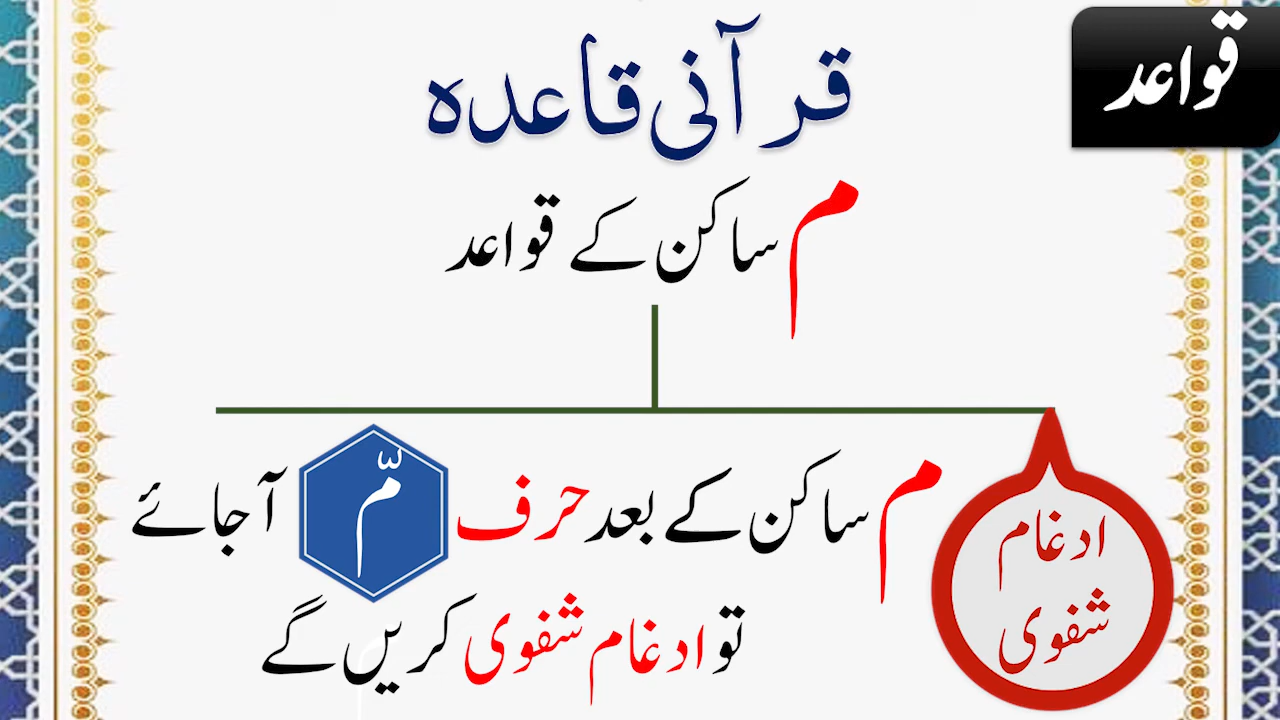 قواعد
قرآنی قاعدہ
م ساکن کے قواعد
ادغام
شفوی
م ساکن کے بعد حرف مّ آجائے
تو ادغام شفوی کریں گے